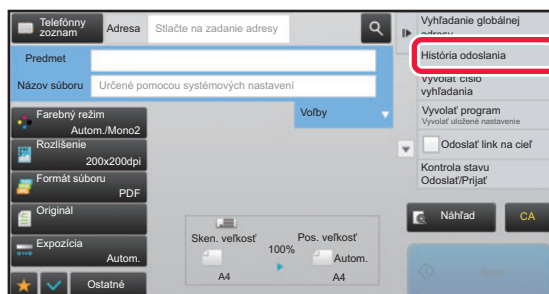 Telefónny
zoznam
Adresa
Stlačte na zadanie adresy
Predmet
Názov súboru
Určené pomocou systémových nastavení
Farebný režim
Autom./Mono2
Rozlíšenie
200x200dpi
Formát súboru
PDF
Originál
Expozícia
Autom.
Ostatné
Voľby
Sken. veľkosť
A4
100%
Pos. veľkosť
Autom.
A4
Vyhľadanie globálnej
adresy
História odoslania
Vyvolať číslo
vyhľadania
Vyvolať program
Vyvolať uložené nastavenie
Odoslať link na cieľ
Kontrola stavu
Odoslať/Prijať
Náhľad
CA